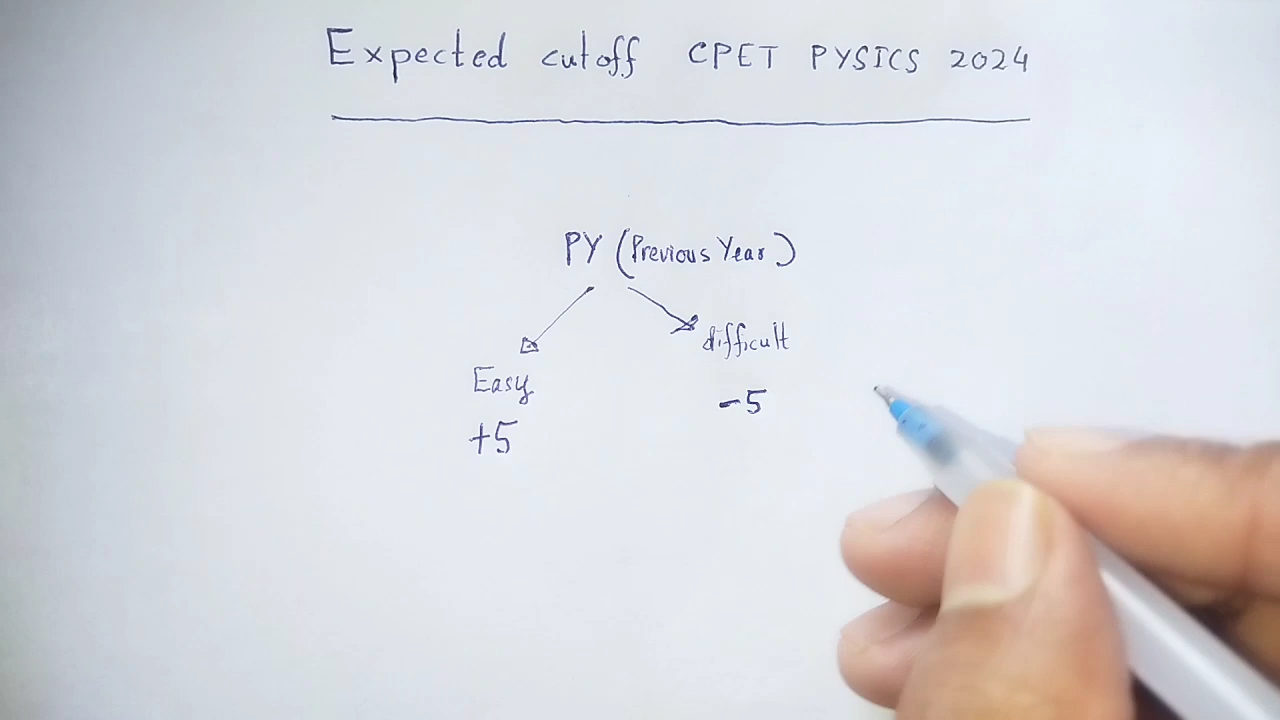 Expected cutoff CPET PYSICS 2024
PY (Previous Year)
difficult
Easy
-5
+5